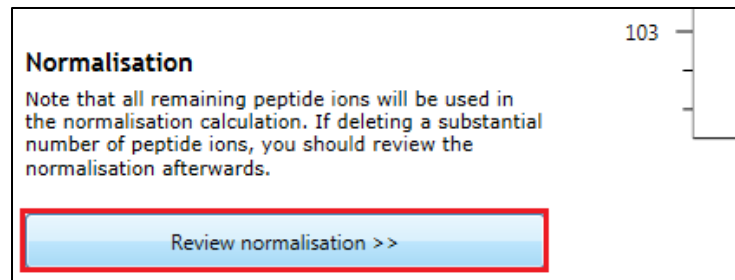 103
Normalisation
Note that all remaining peptide ions will be used in
the normalisation calculation. If deleting a substantial
number of peptide ions, you should review the
normalisation afterwards.
Review normalisation >>